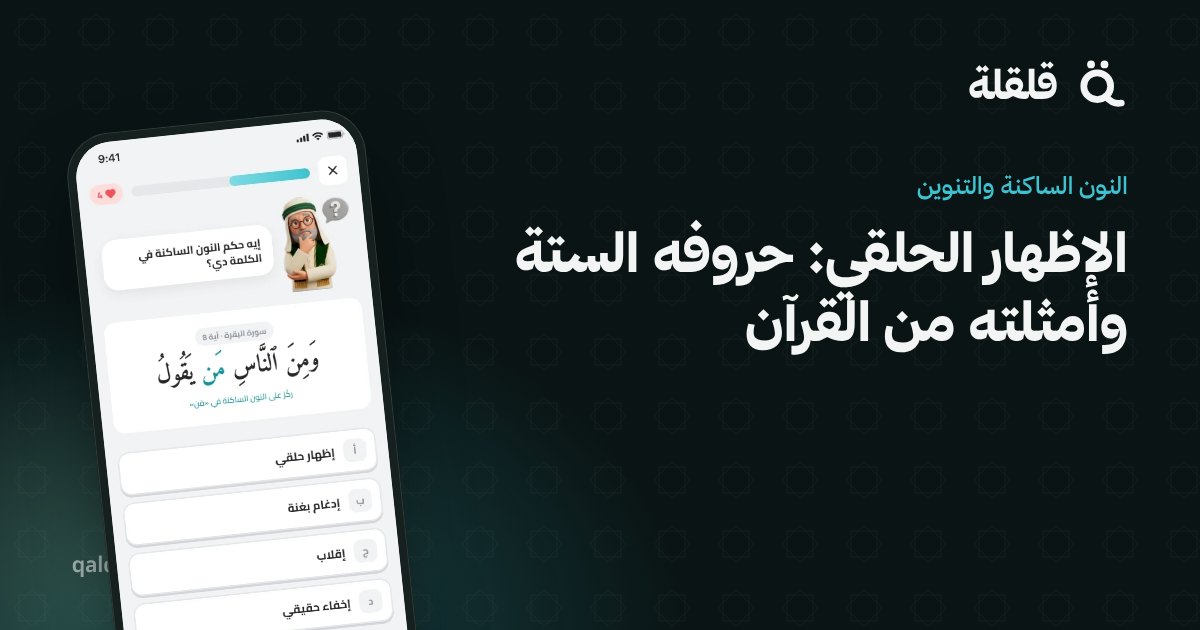 قلقلة
النون الساكنة والتنوين
الإظهار الحلقي: حروفه الستة
وأمثلته من القرآن
9:41
4
إيه حكم النون الساكنة في
الكلمة دي؟
سورة البقرة · آية 8
وَمِنَ ٱلنَّاسِ مَن يَقُولُ
ركّز على النون الساكنة في «مَن»
أ إظهار حلقي
ب إدغام بغنة
ج إقلاب
د إخفاء حقيقي